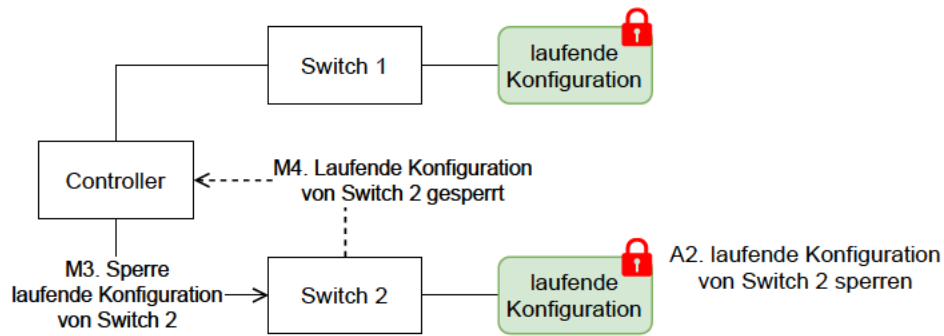 Switch 1
laufende
Konfiguration
Controller
M4. Laufende Konfiguration
von Switch 2 gesperrt
M3. Sperre
laufende Konfiguration
von Switch 2
Switch 2
laufende
Konfiguration
A2. laufende Konfiguration
von Switch 2 sperren